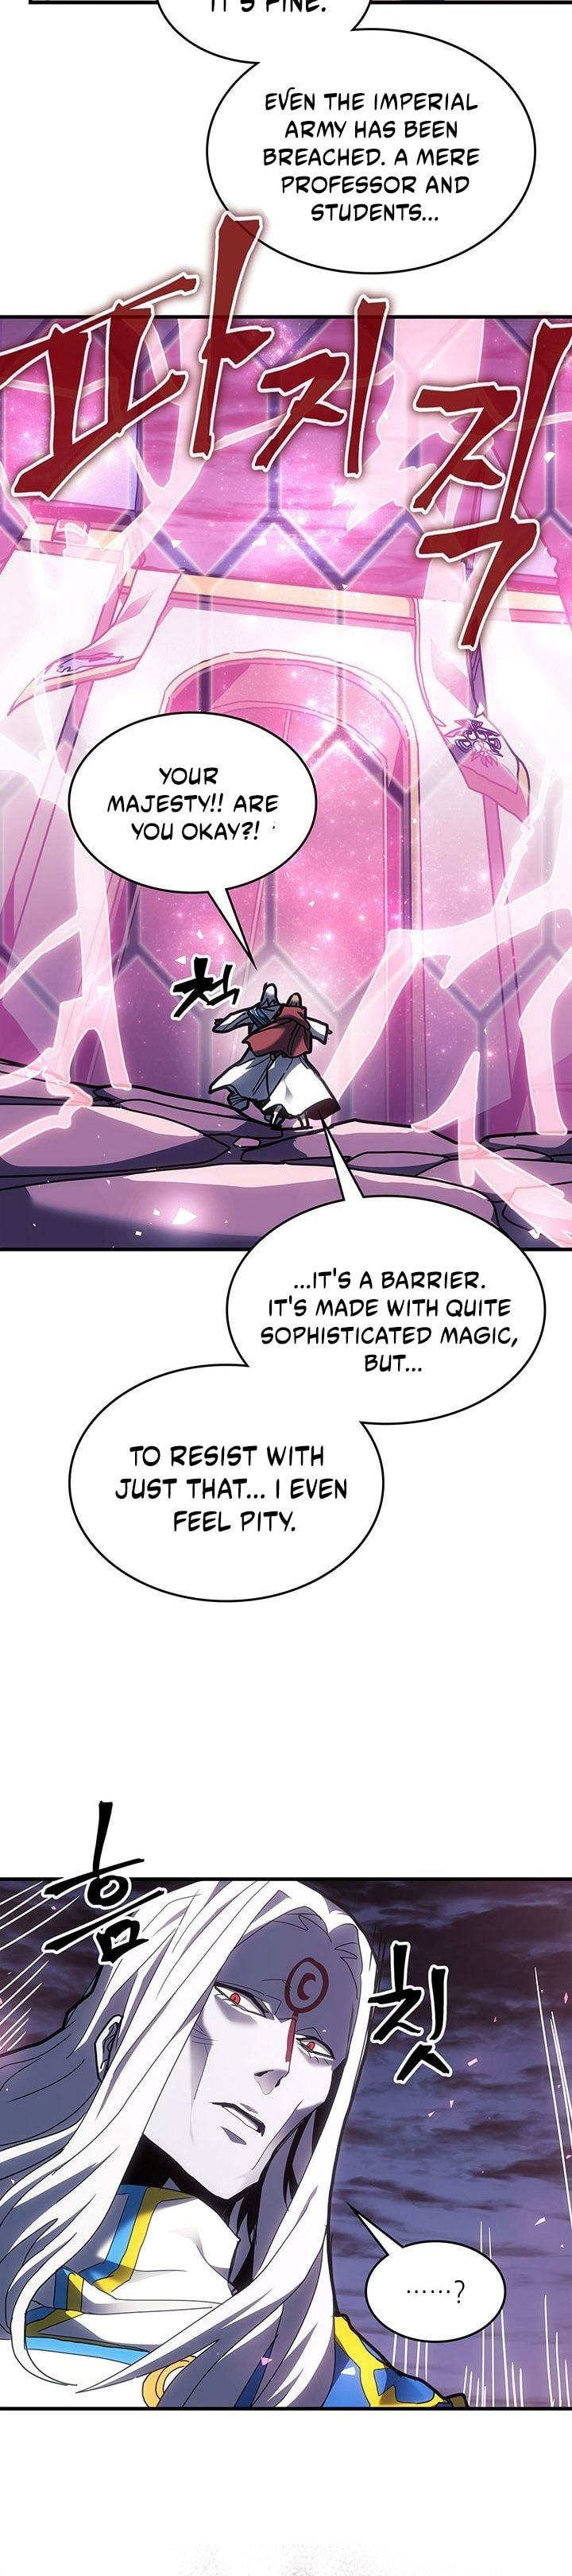 IT'S FINE.
EVEN THE IMPERIAL
ARMY HAS BEEN
BREACHED. A MERE
PROFESSOR AND
STUDENTS...
파지직
YOUR
MAJESTY!! ARE
YOU OKAY?!
척
...IT'S A BARRIER.
IT'S MADE WITH QUITE
SOPHISTICATED MAGIC,
BUT...
TO RESIST WITH
JUST THAT... I EVEN
FEEL PITY.
흠칫
......?